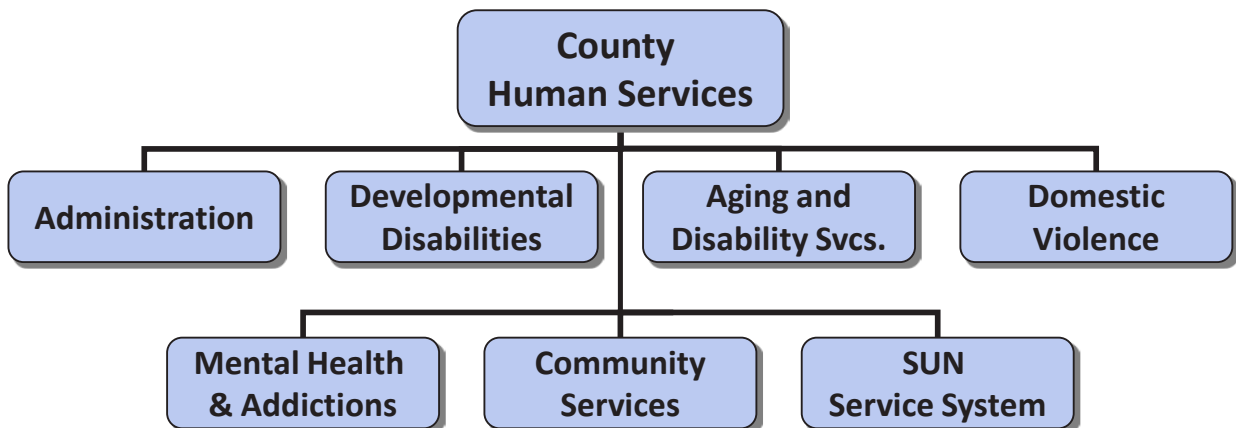 County
Human Services
Administration
Developmental
Disabilities
Aging and
Disability Svcs.
Domestic
Violence
Mental Health
& Addictions
Community
Services
SUN
Service System